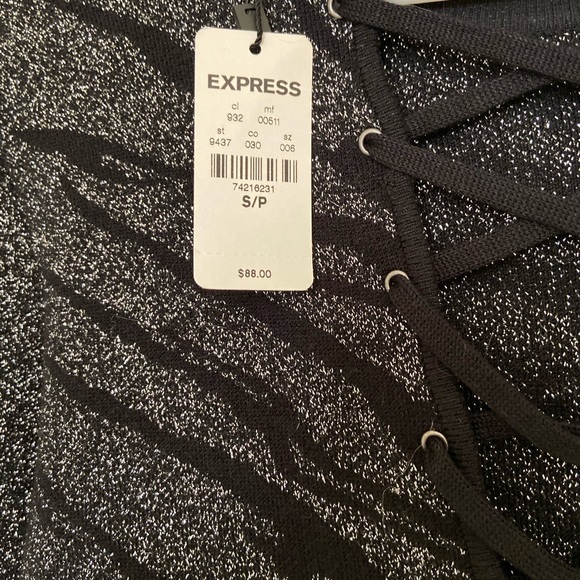 EXPRESS
cl mf
932 00511
st co sz
9437 030 006
74216231
S/P
$88.00